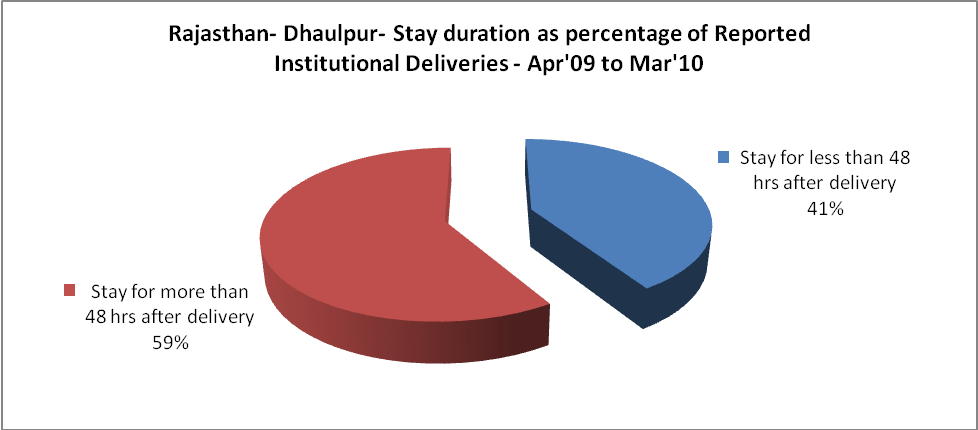 Rajasthan- Dhaulpur- Stay duration as percentage of Reported
Institutional Deliveries - Apr'09 to Mar'10
Stay for less than 48
hrs after delivery
41%
Stay for more than
48 hrs after delivery
59%